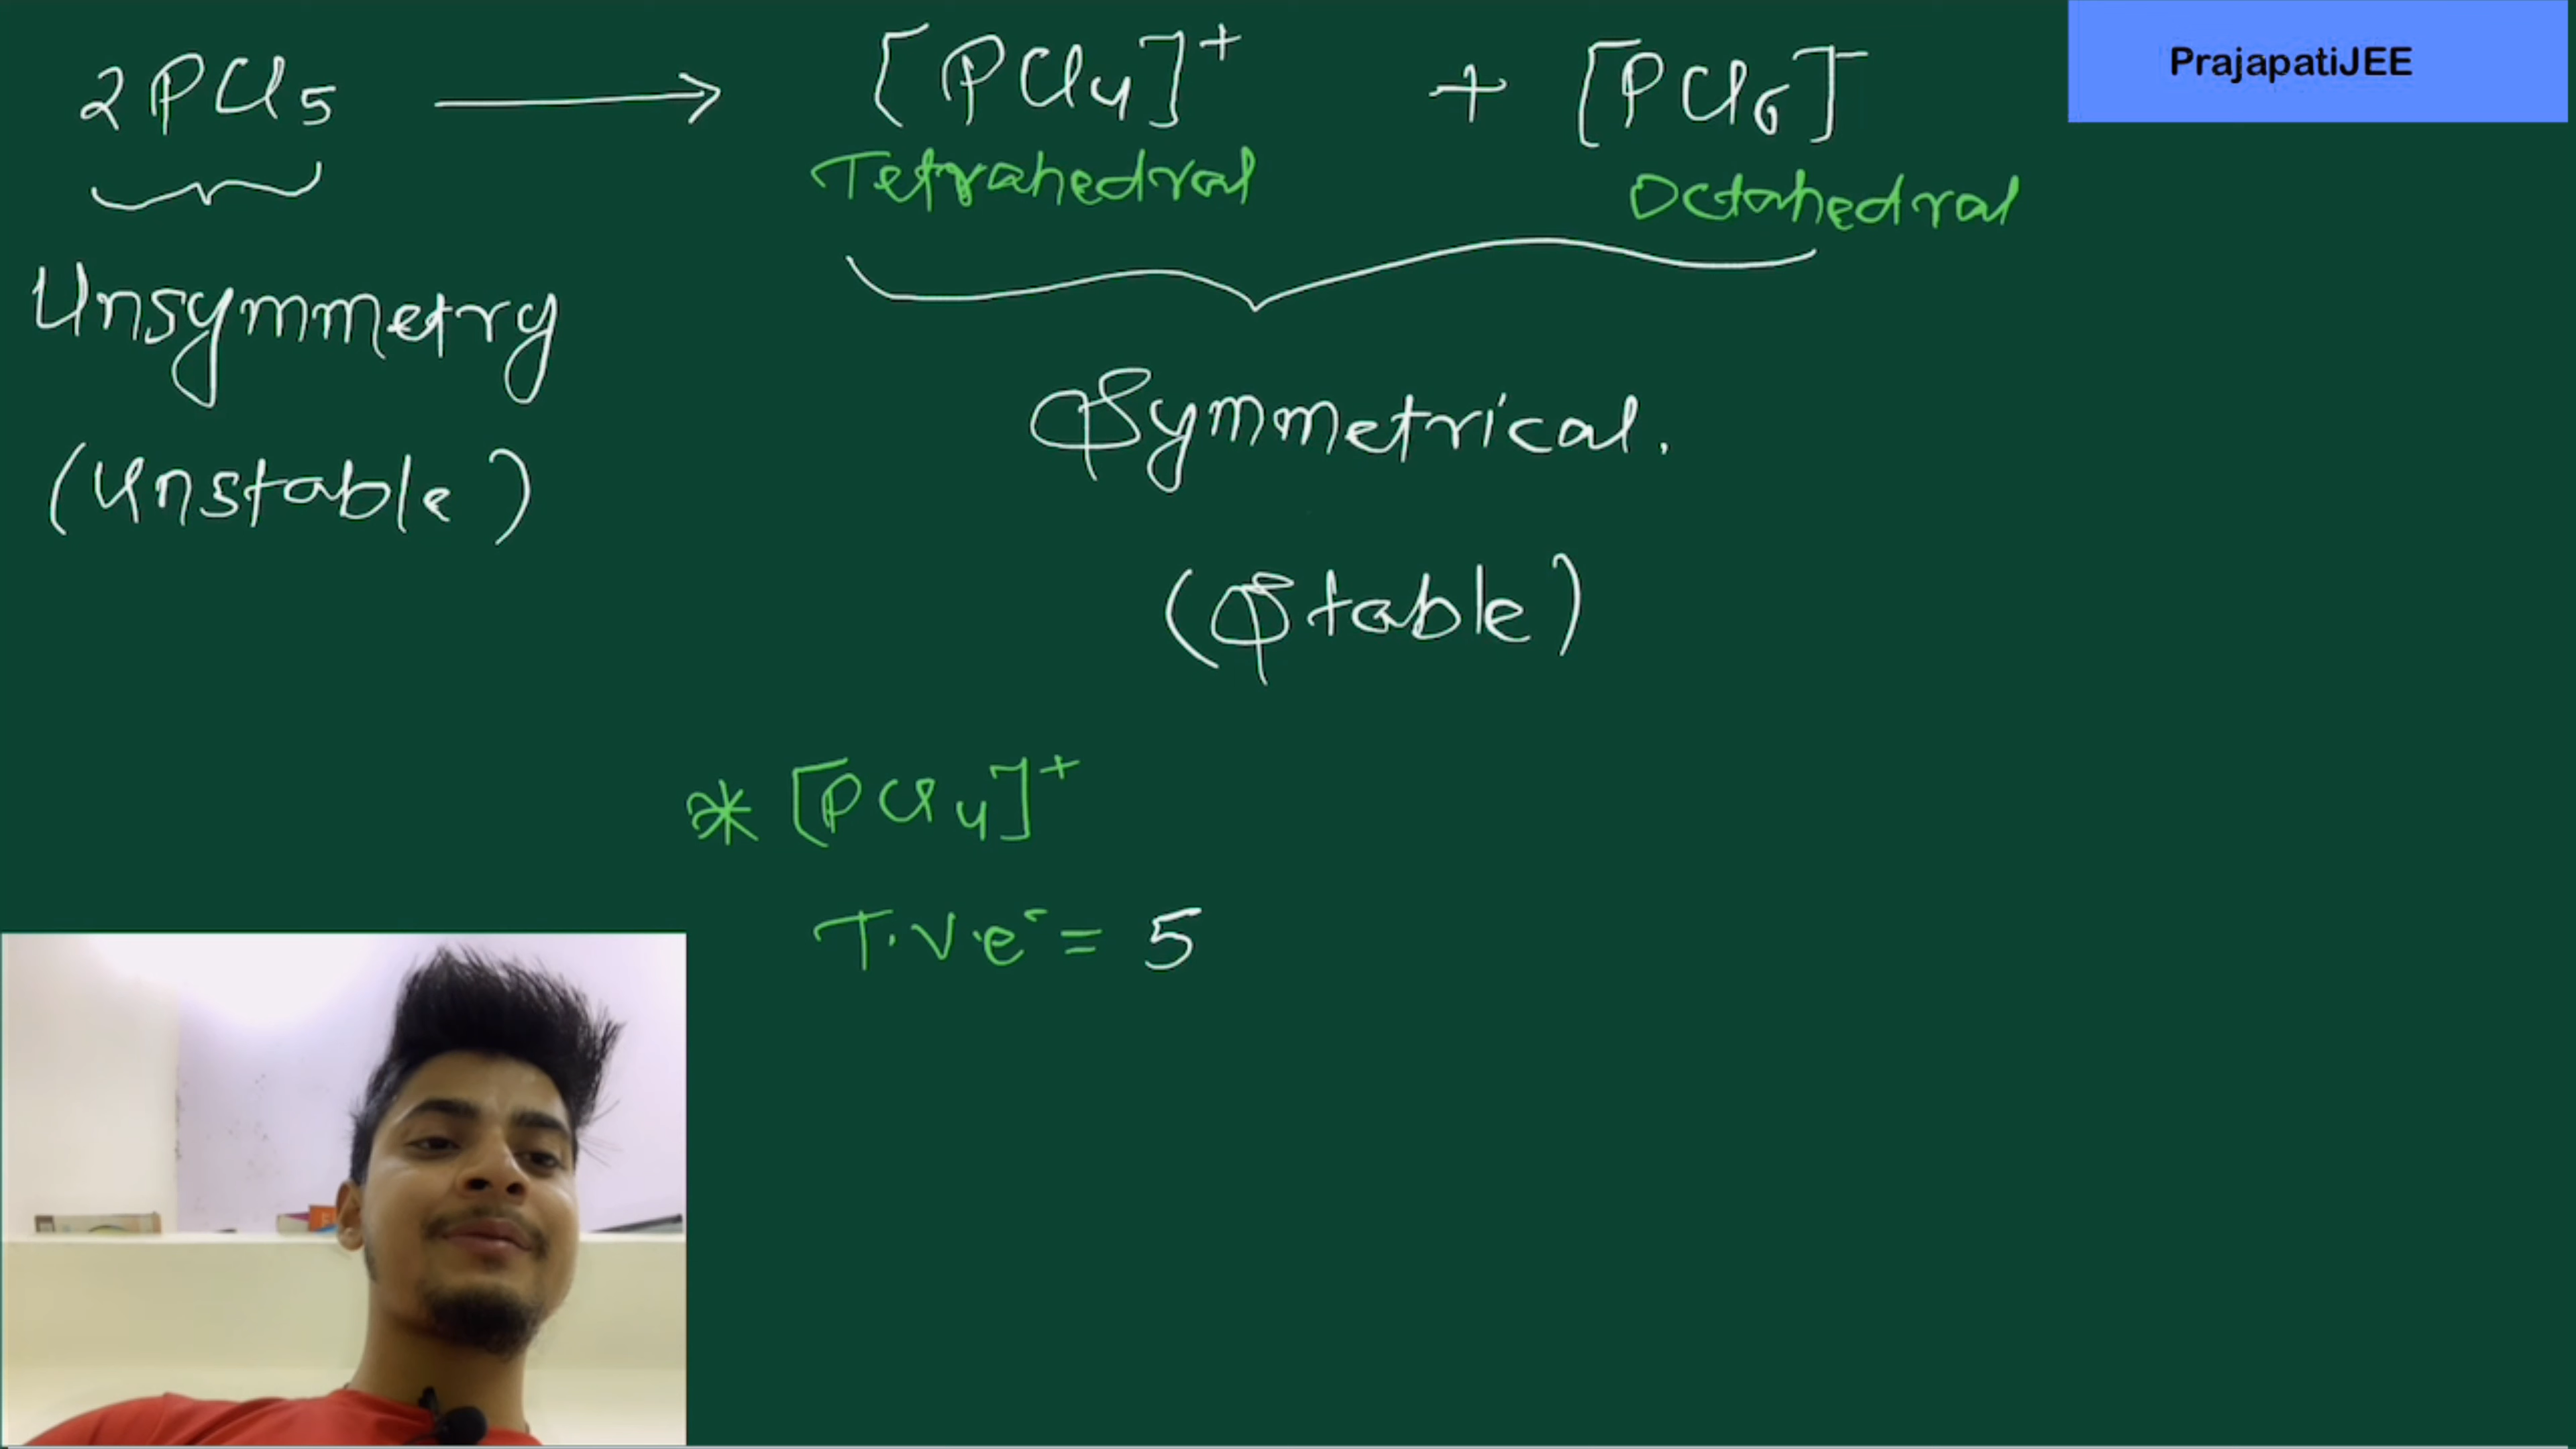 2PCl5 ⟶ [PCl4]⁺ + [PCl6]⁻
PrajapatiJEE
Tetrahedral Octahedral
Unsymmetry
(Unstable)
Symmetrical.
(Stable)
* [PCl4]⁺
T.V.e⁻ = 5